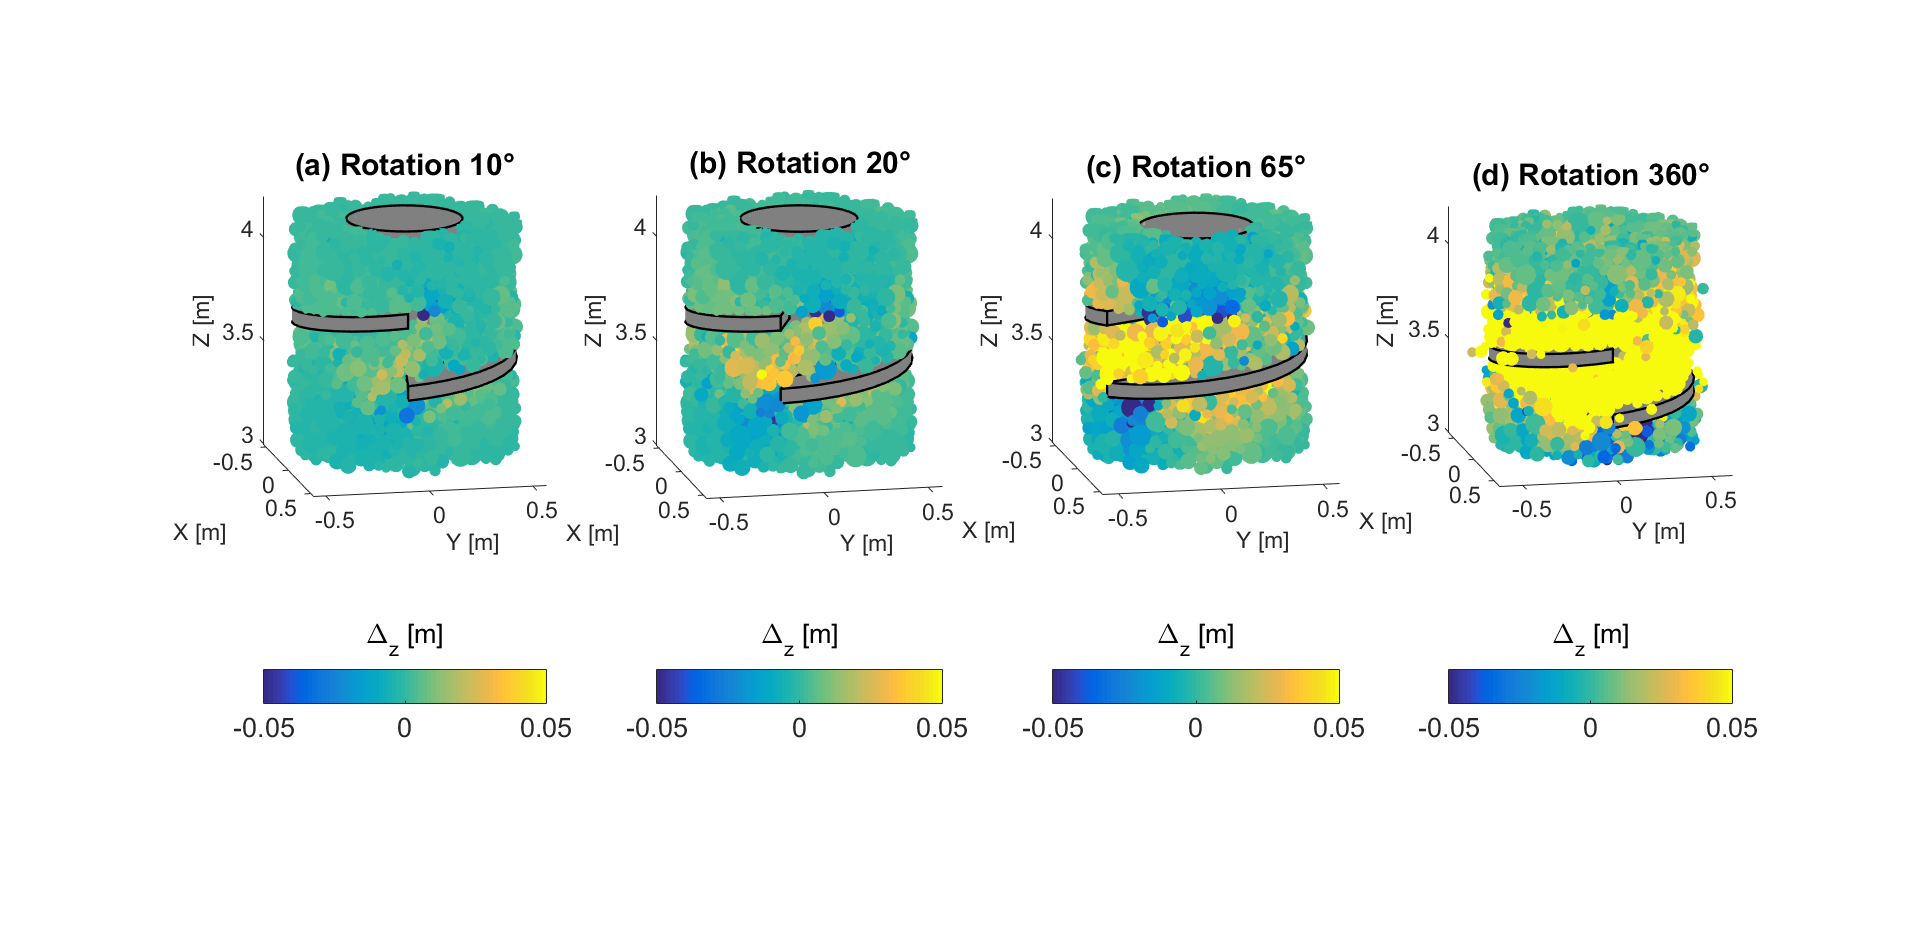 (a) Rotation 10°
(b) Rotation 20°
(c) Rotation 65°
(d) Rotation 360°
4
3.5
3
Z [m]
-0.5
0
0.5
X [m]
-0.5
0
0.5
Y [m]
4
3.5
3
Z [m]
-0.5
0
0.5
X [m]
-0.5
0
0.5
Y [m]
4
3.5
3
Z [m]
-0.5
0
0.5
X [m]
-0.5
0
0.5
Y [m]
4
3.5
3
Z [m]
-0.5
0
0.5
X [m]
-0.5
0
0.5
Y [m]
Δz [m]
-0.05 0 0.05
Δz [m]
-0.05 0 0.05
Δz [m]
-0.05 0 0.05
Δz [m]
-0.05 0 0.05